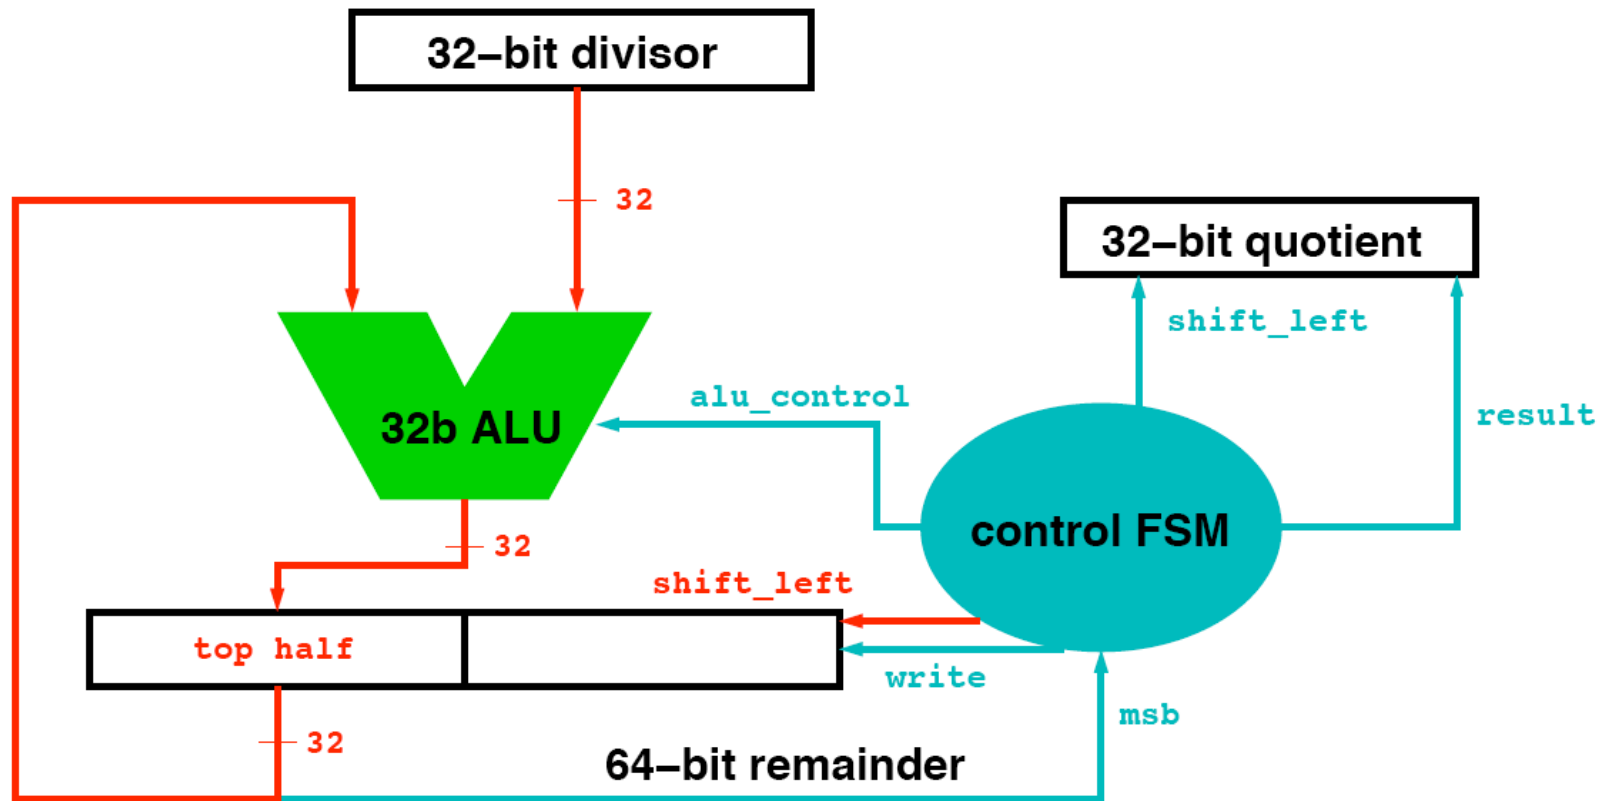 32–bit divisor
32
32–bit quotient
shift_left
alu_control
result
32b ALU
control FSM
32
shift_left
top half
write
msb
32
64–bit remainder